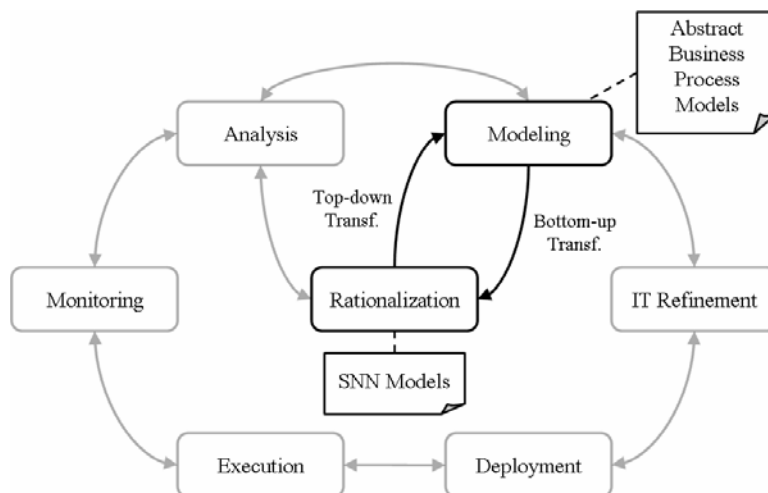 Abstract
Business
Process
Models
Analysis
Modeling
Top-down
Transf.
Bottom-up
Transf.
Monitoring
Rationalization
IT Refinement
SNN Models
Execution
Deployment